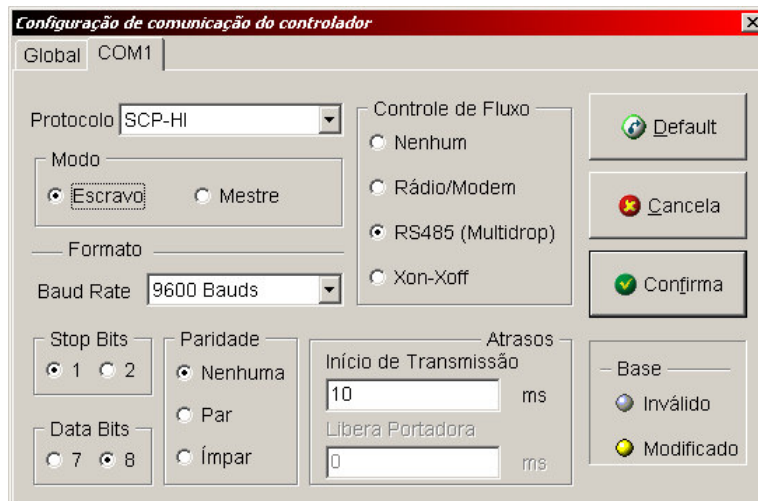 Configuração de comunicação do controlador
Global COM1
Protocolo SCP-HI
Modo
Escravo Mestre
Formato
Baud Rate 9600 Bauds
Controle de Fluxo
Nenhum
Rádio/Modem
RS485 (Multidrop)
Xon-Xoff
Default
Cancela
Confirma
Stop Bits
1 2
Data Bits
7 8
Paridade
Nenhuma
Par
Ímpar
Atrasos
Início de Transmissão
10 ms
Libera Portadora
0 ms
Base
Inválido
Modificado